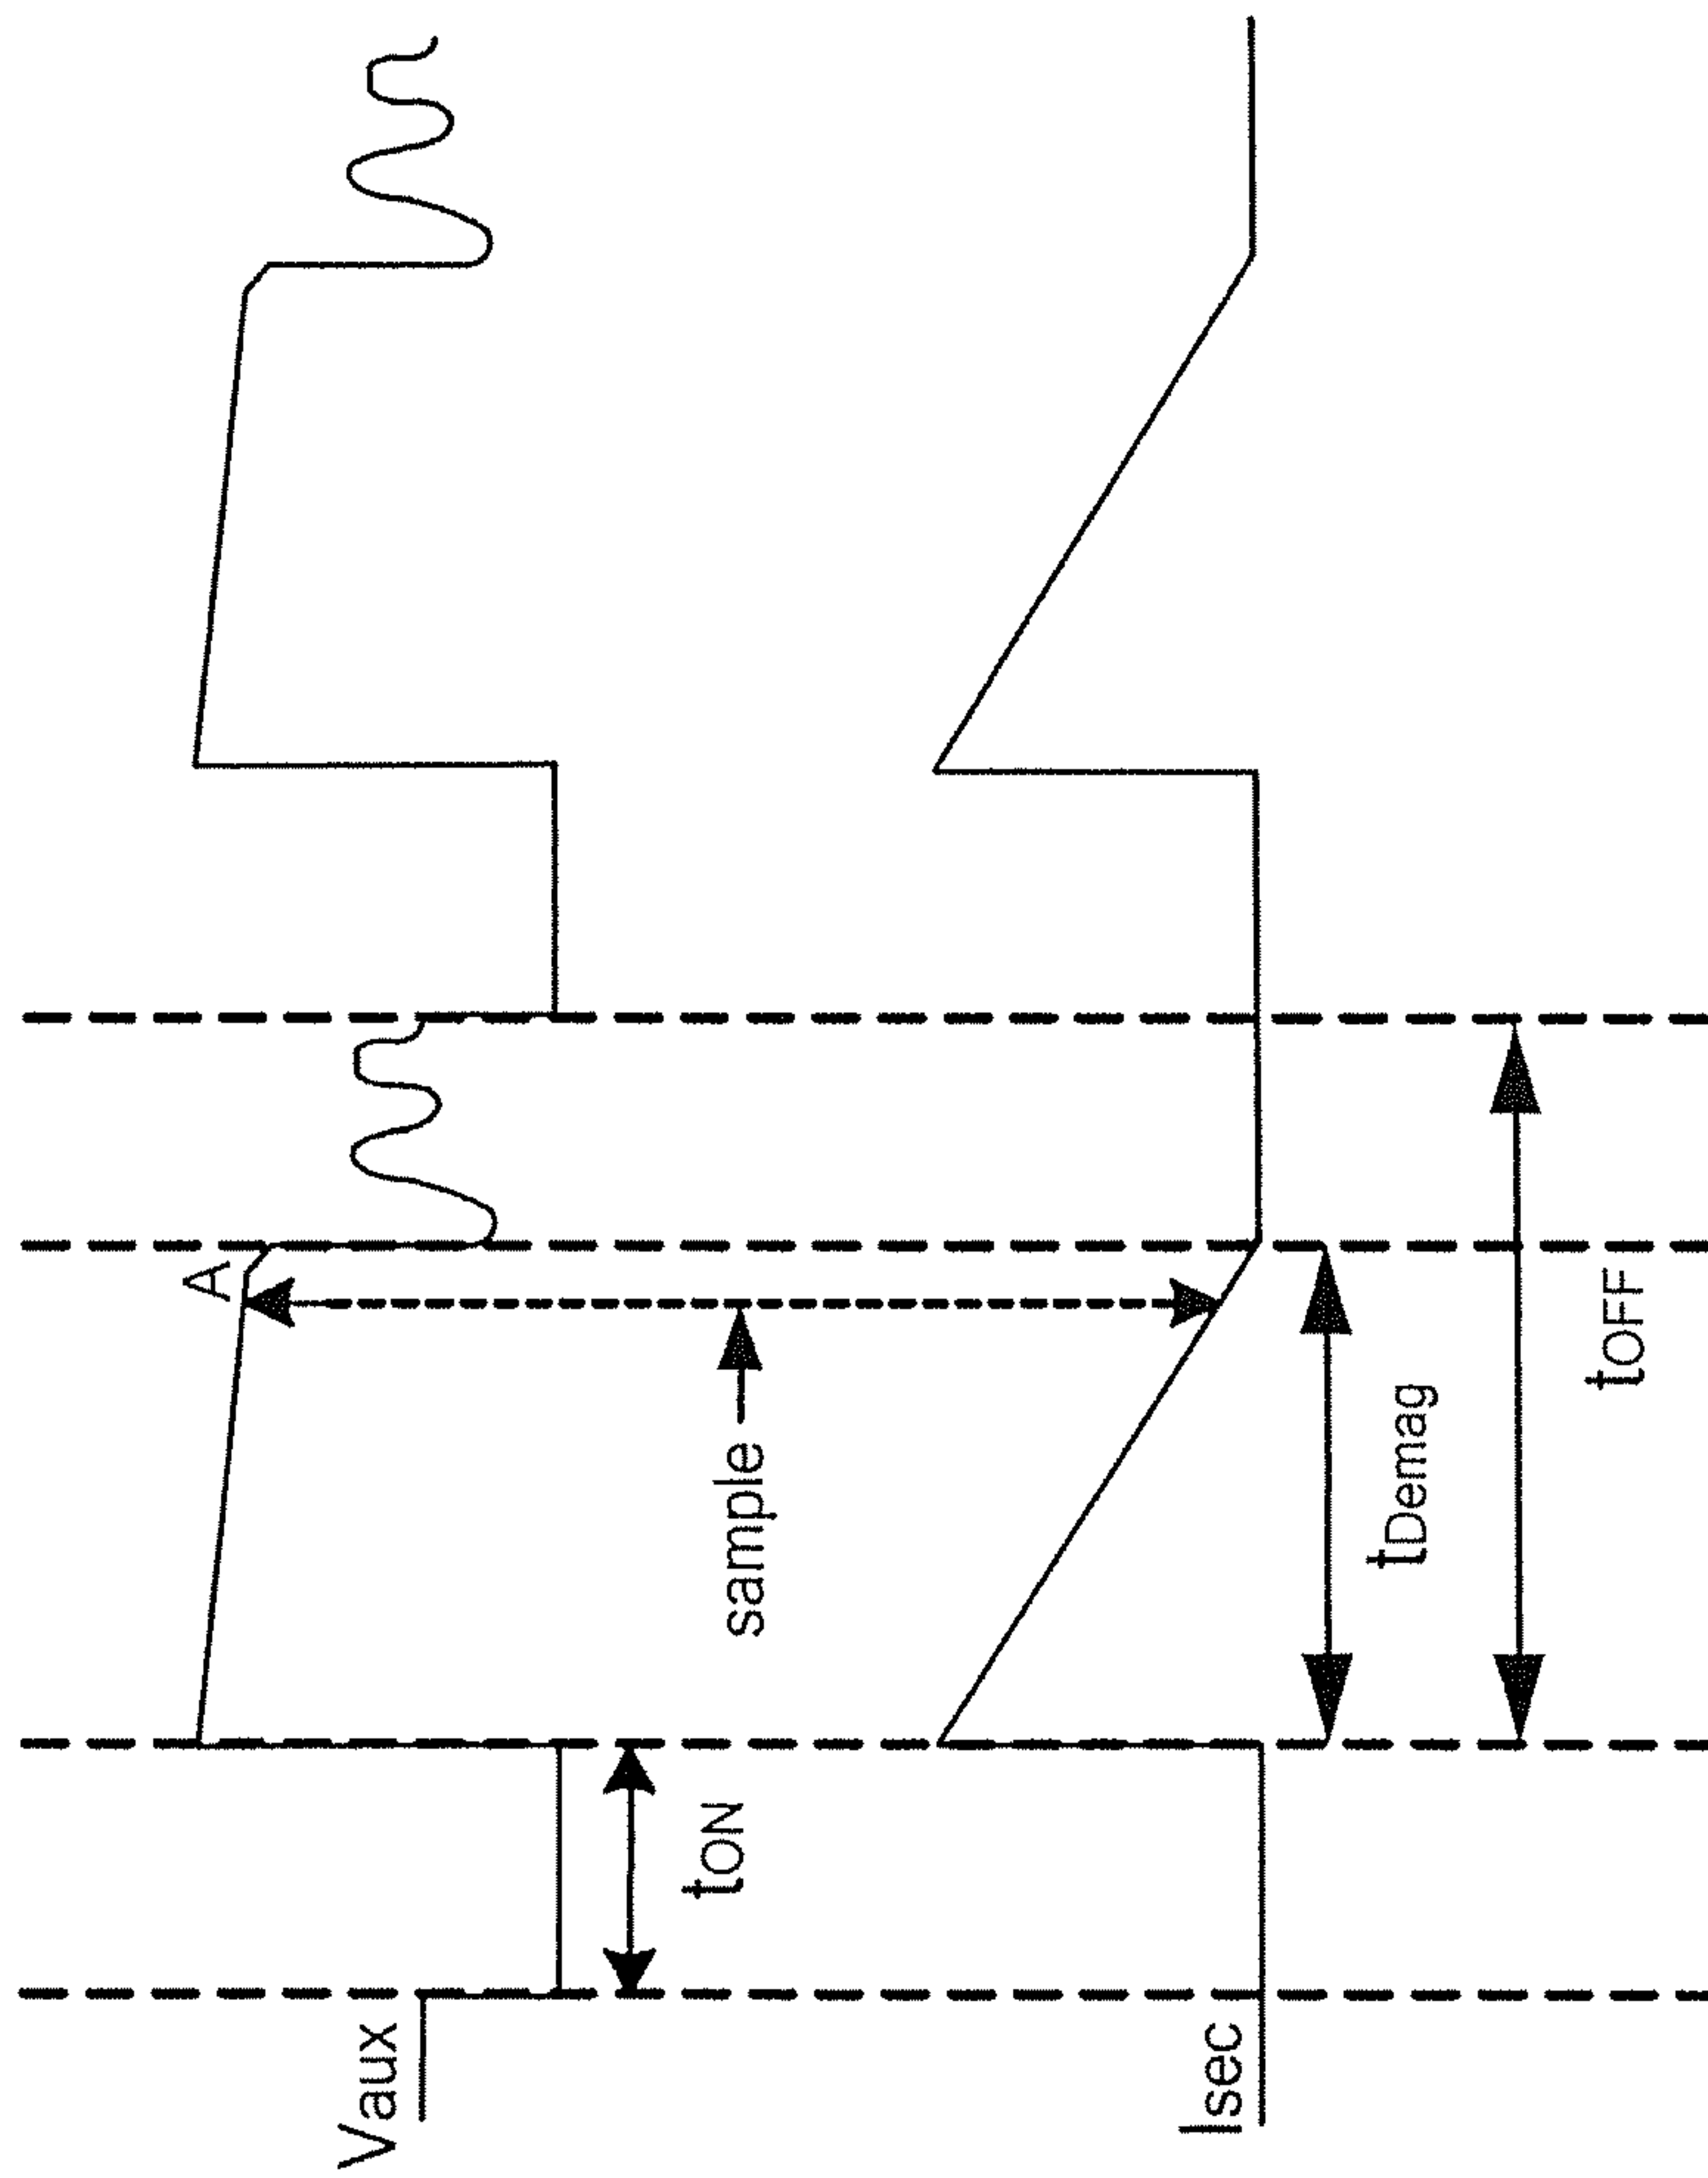 Vaux
A
tON
sample
Isec
tDemag
tOFF